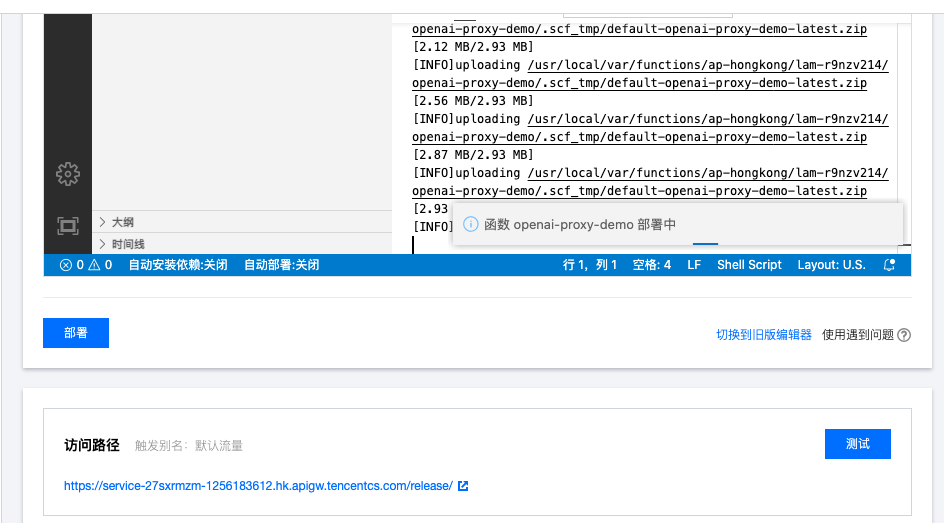 openai-proxy-demo/.scf_tmp/default-openai-proxy-demo-latest.zip
[2.12 MB/2.93 MB]
[INFO]uploading /usr/local/var/functions/ap-hongkong/lam-r9nzv214/
openai-proxy-demo/.scf_tmp/default-openai-proxy-demo-latest.zip
[2.56 MB/2.93 MB]
[INFO]uploading /usr/local/var/functions/ap-hongkong/lam-r9nzv214/
openai-proxy-demo/.scf_tmp/default-openai-proxy-demo-latest.zip
[2.87 MB/2.93 MB]
[INFO]uploading /usr/local/var/functions/ap-hongkong/lam-r9nzv214/
openai-proxy-demo/.scf_tmp/default-openai-proxy-demo-latest.zip
[2.93
[INFO]
函数 openai-proxy-demo 部署中
大纲
时间线
0 0 自动安装依赖:关闭 自动部署:关闭 行 1，列 1 空格: 4 LF Shell Script Layout: U.S.
部署 切换到旧版编辑器 使用遇到问题
访问路径 触发别名：默认流量 测试
https://service-27sxrmzm-1256183612.hk.apigw.tencentcs.com/release/